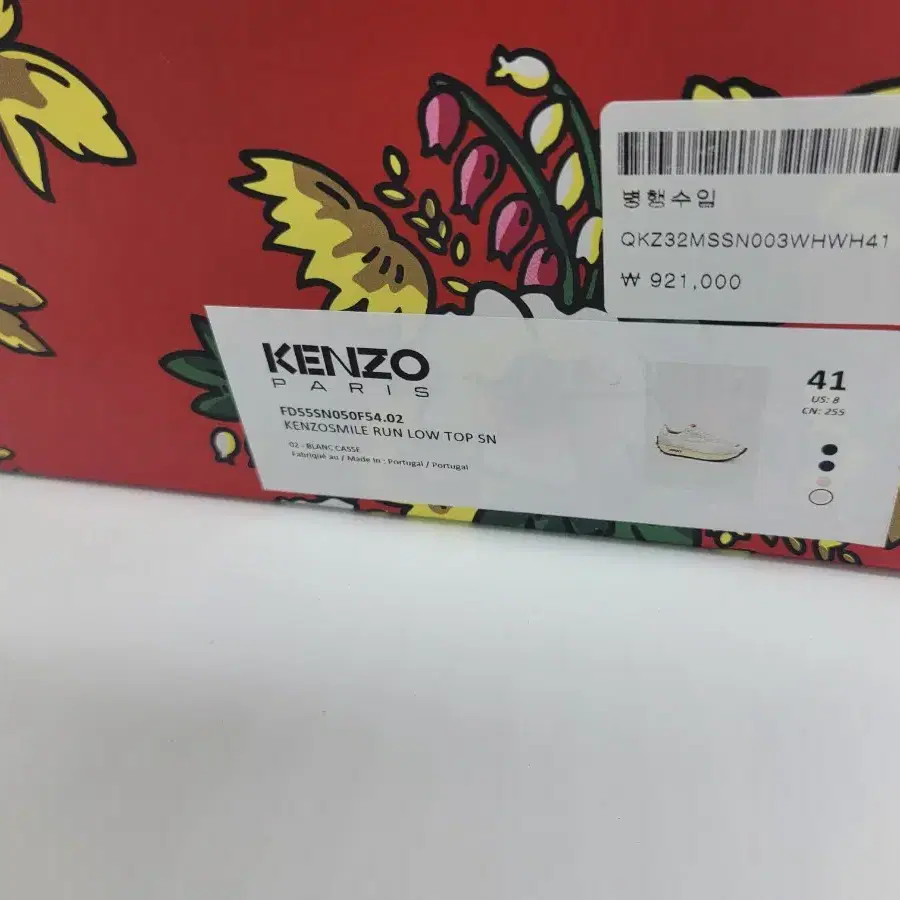 병행수입
QKZ32MSSN003WHWH41
₩ 921,000
KENZO
PARIS
FD55SN050F54.02
KENZOSMILE RUN LOW TOP SN
02 - BLANC CASSE
Fabriqué au / Made in : Portugal / Portugal
41
US: 8
CN: 255